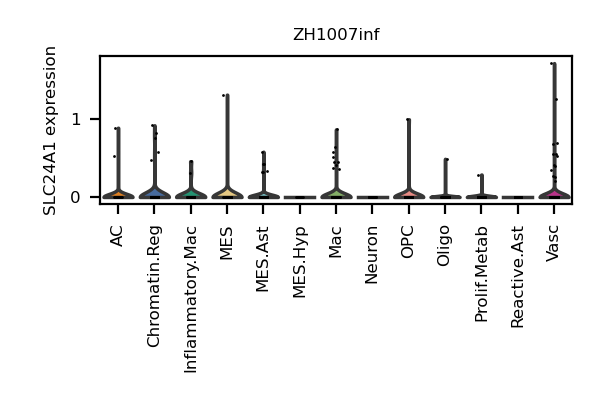 ZH1007inf
SLC24A1 expression
1
0
AC
Chromatin.Reg
Inflammatory.Mac
MES
MES.Ast
MES.Hyp
Mac
Neuron
OPC
Oligo
Prolif.Metab
Reactive.Ast
Vasc